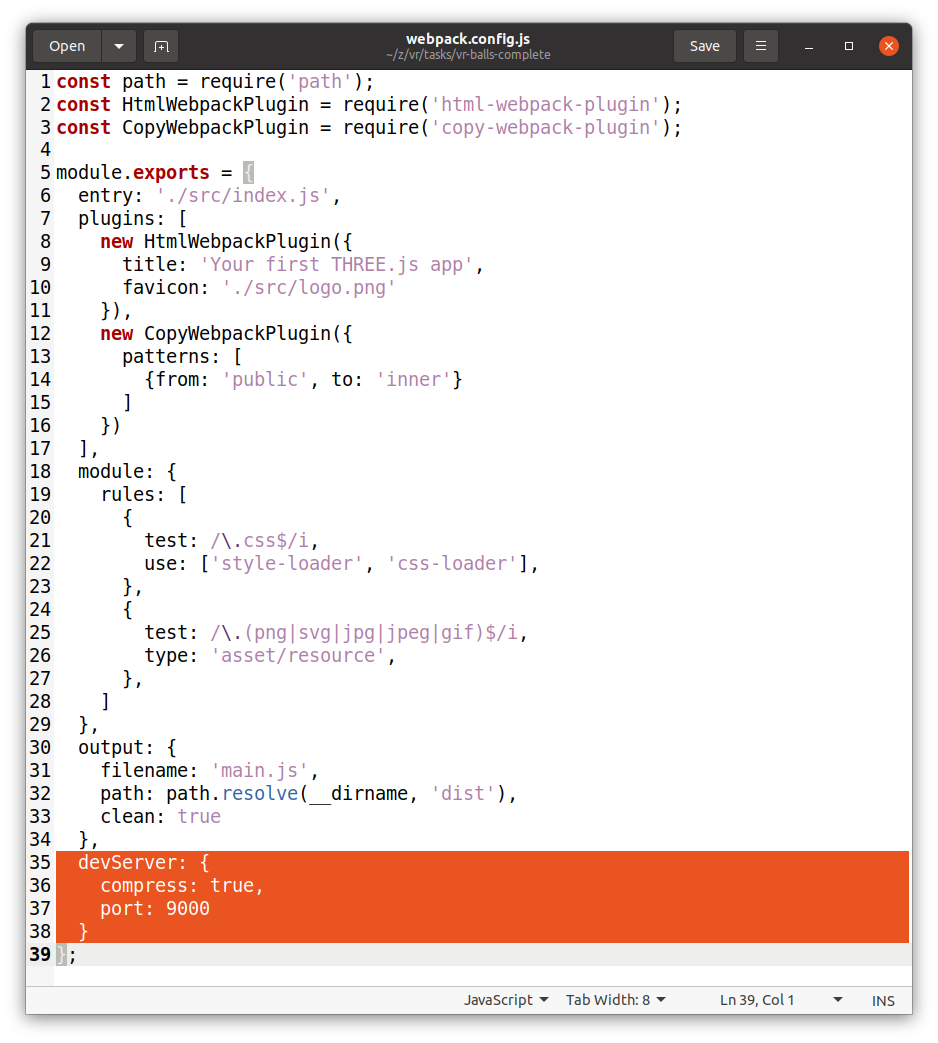 Open
webpack.config.js
~/z/vr/tasks/vr-balls-complete
Save
1 const path = require('path');
2 const HtmlWebpackPlugin = require('html-webpack-plugin');
3 const CopyWebpackPlugin = require('copy-webpack-plugin');
4
5 module.exports = {
6   entry: './src/index.js',
7   plugins: [
8     new HtmlWebpackPlugin({
9       title: 'Your first THREE.js app',
10       favicon: './src/logo.png'
11     }),
12     new CopyWebpackPlugin({
13       patterns: [
14         {from: 'public', to: 'inner'}
15       ]
16     })
17   ],
18   module: {
19     rules: [
20       {
21         test: /\.css$/i,
22         use: ['style-loader', 'css-loader'],
23       },
24       {
25         test: /\.(png|svg|jpg|jpeg|gif)$/i,
26         type: 'asset/resource',
27       },
28     ]
29   },
30   output: {
31     filename: 'main.js',
32     path: path.resolve(__dirname, 'dist'),
33     clean: true
34   },
35   devServer: {
36     compress: true,
37     port: 9000
38   }
39 };
JavaScript Tab Width: 8 Ln 39, Col 1 INS